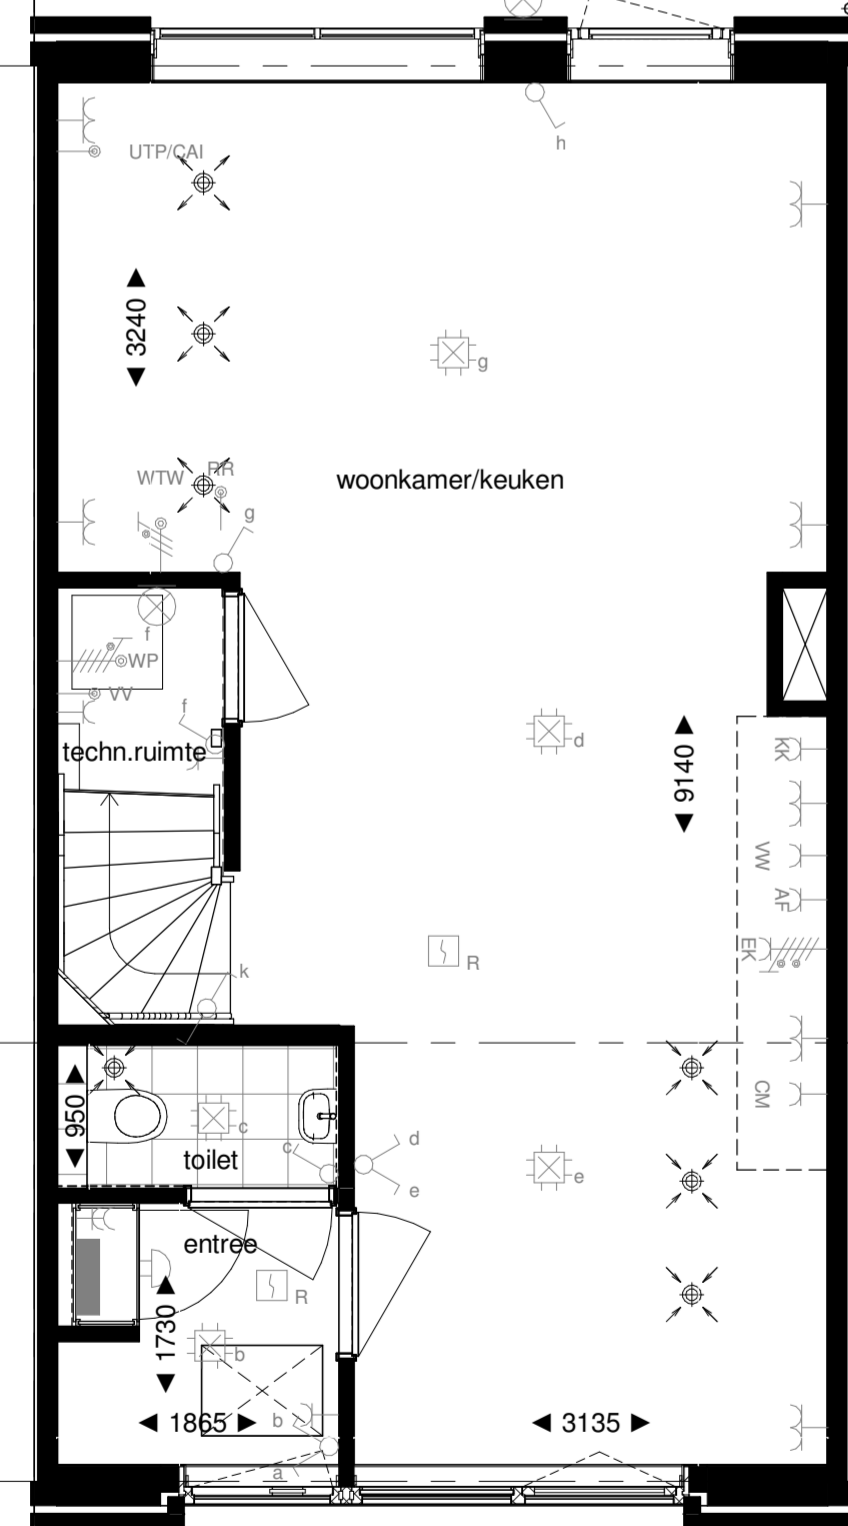 h
UTP/CAI
3240
g
WTW
RR
woonkamer/keuken
g
f
WP
VV
f
d
techn.ruimte
KK
9140
VW
AF
EK
R
k
CM
950
c
c
d
toilet
e
e
entree
R
1730
b
1865
b
3135
a